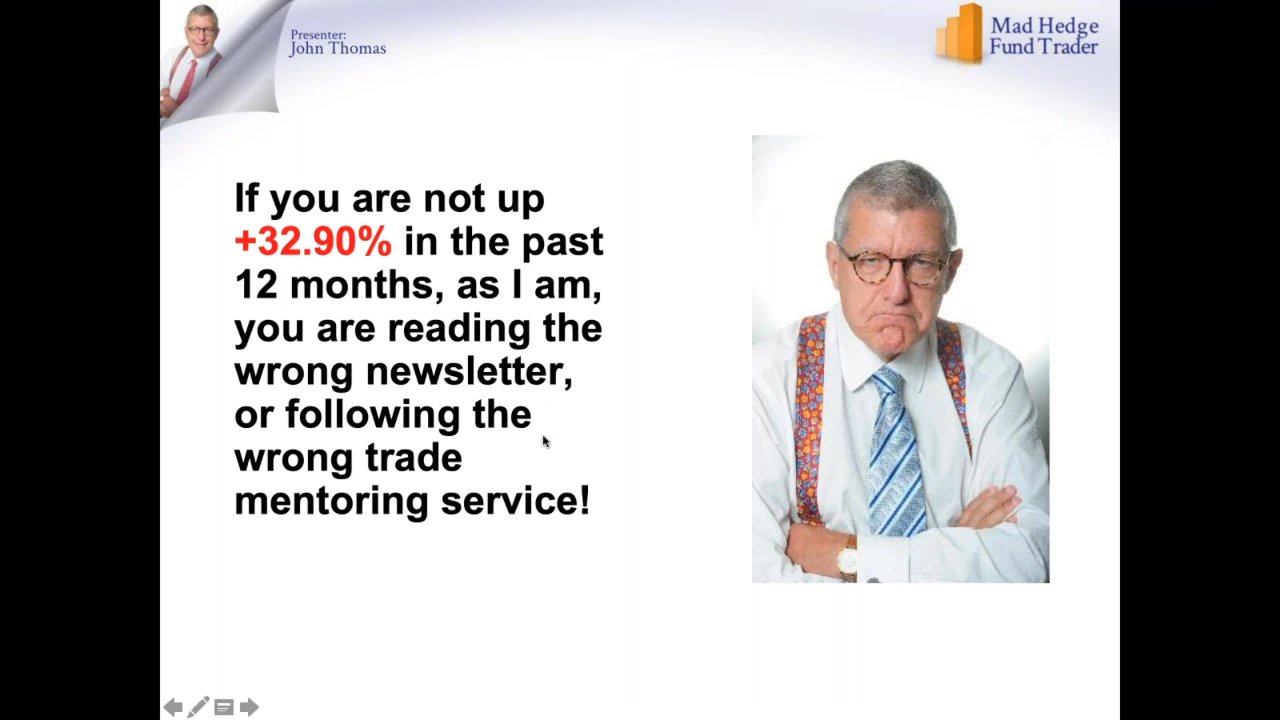 Presenter:
John Thomas
Mad Hedge
Fund Trader
If you are not up
+32.90% in the past
12 months, as I am,
you are reading the
wrong newsletter,
or following the
wrong trade
mentoring service!